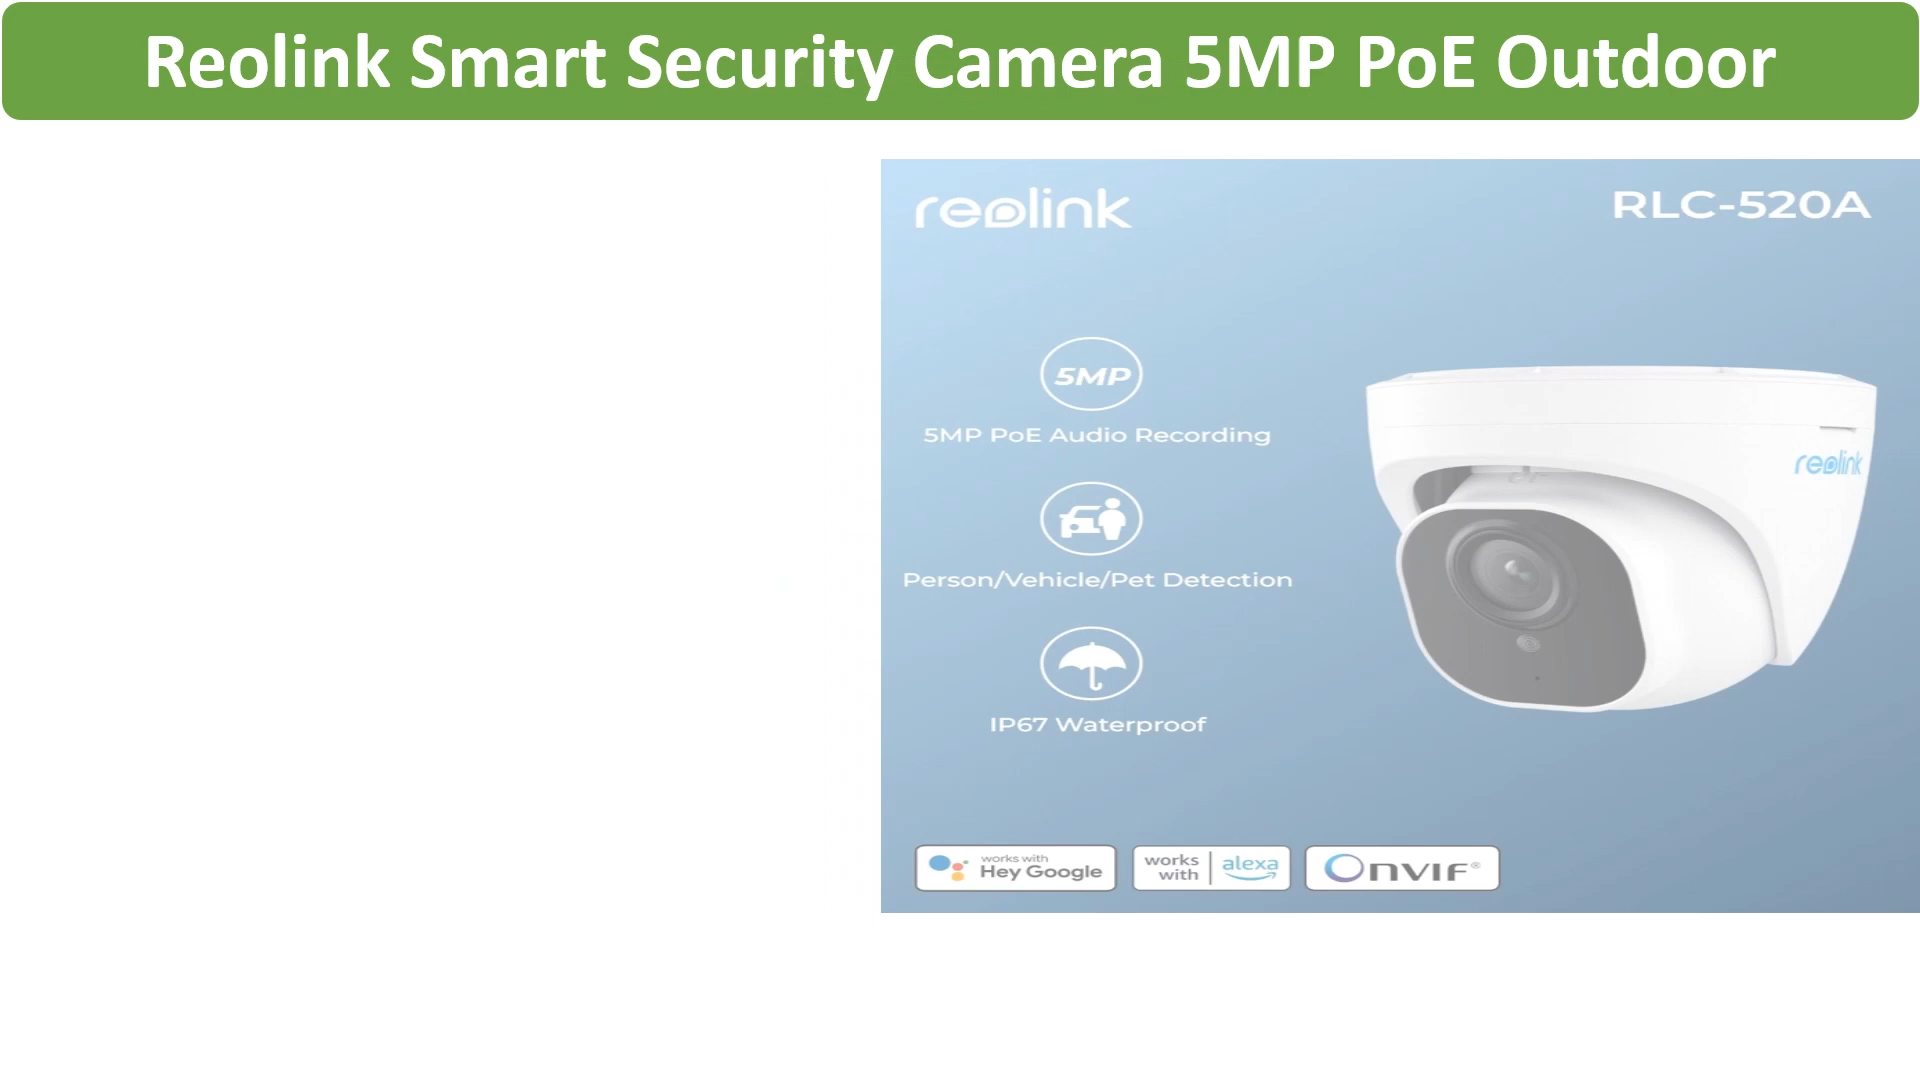 Reolink Smart Security Camera 5MP PoE Outdoor
reolink
RLC-520A
5MP
5MP PoE Audio Recording
reolink
Person/Vehicle/Pet Detection
IP67 Waterproof
works with
Hey Google
works
with
alexa
ONVIF®